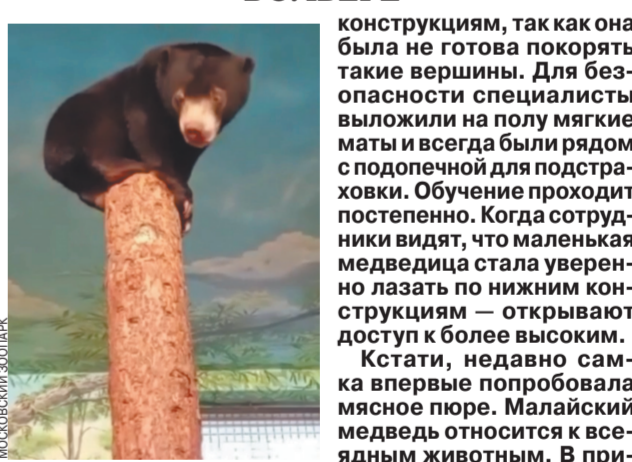 МОСКОВСКИЙ ЗООПАРК
конструкциям, так как она
была не готова покорять
такие вершины. Для без-
опасности специалисты
выложили на полу мягкие
маты и всегда были рядом
с подопечной для подстра-
ховки. Обучение проходит
постепенно. Когда сотруд-
ники видят, что маленькая
медведица стала уверен-
но лазать по нижним кон-
струкциям — открывают
доступ к более высоким.
Кстати, недавно сам-
ка впервые попробовала
мясное пюре. Малайский
медведь относится к все-
ядным животным. В при-